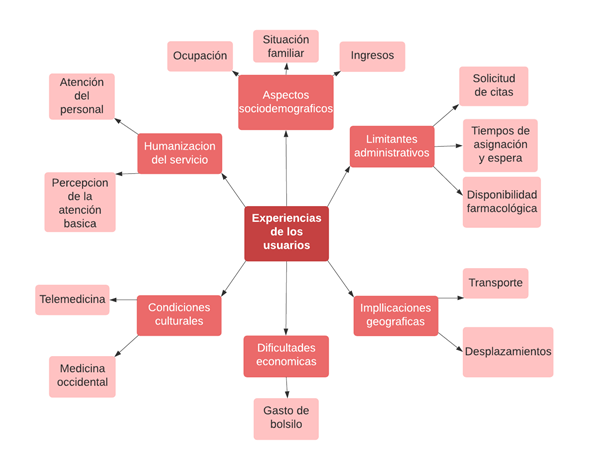 Situación
familiar
Ocupación
Ingresos
Aspectos
sociodemograficos
Atención
del
personal
Solicitud
de citas
Humanizacion
del servicio
Limitantes
administrativos
Tiempos de
asignación
y espera
Percepcion
de la
atención
basica
Disponibilidad
farmacológica
Experiencias
de los
usuarios
Telemedicina
Condiciones
culturales
Impllicaciones
geograficas
Transporte
Dificultades
economicas
Desplazamientos
Medicina
occidental
Gasto de
bolsilo